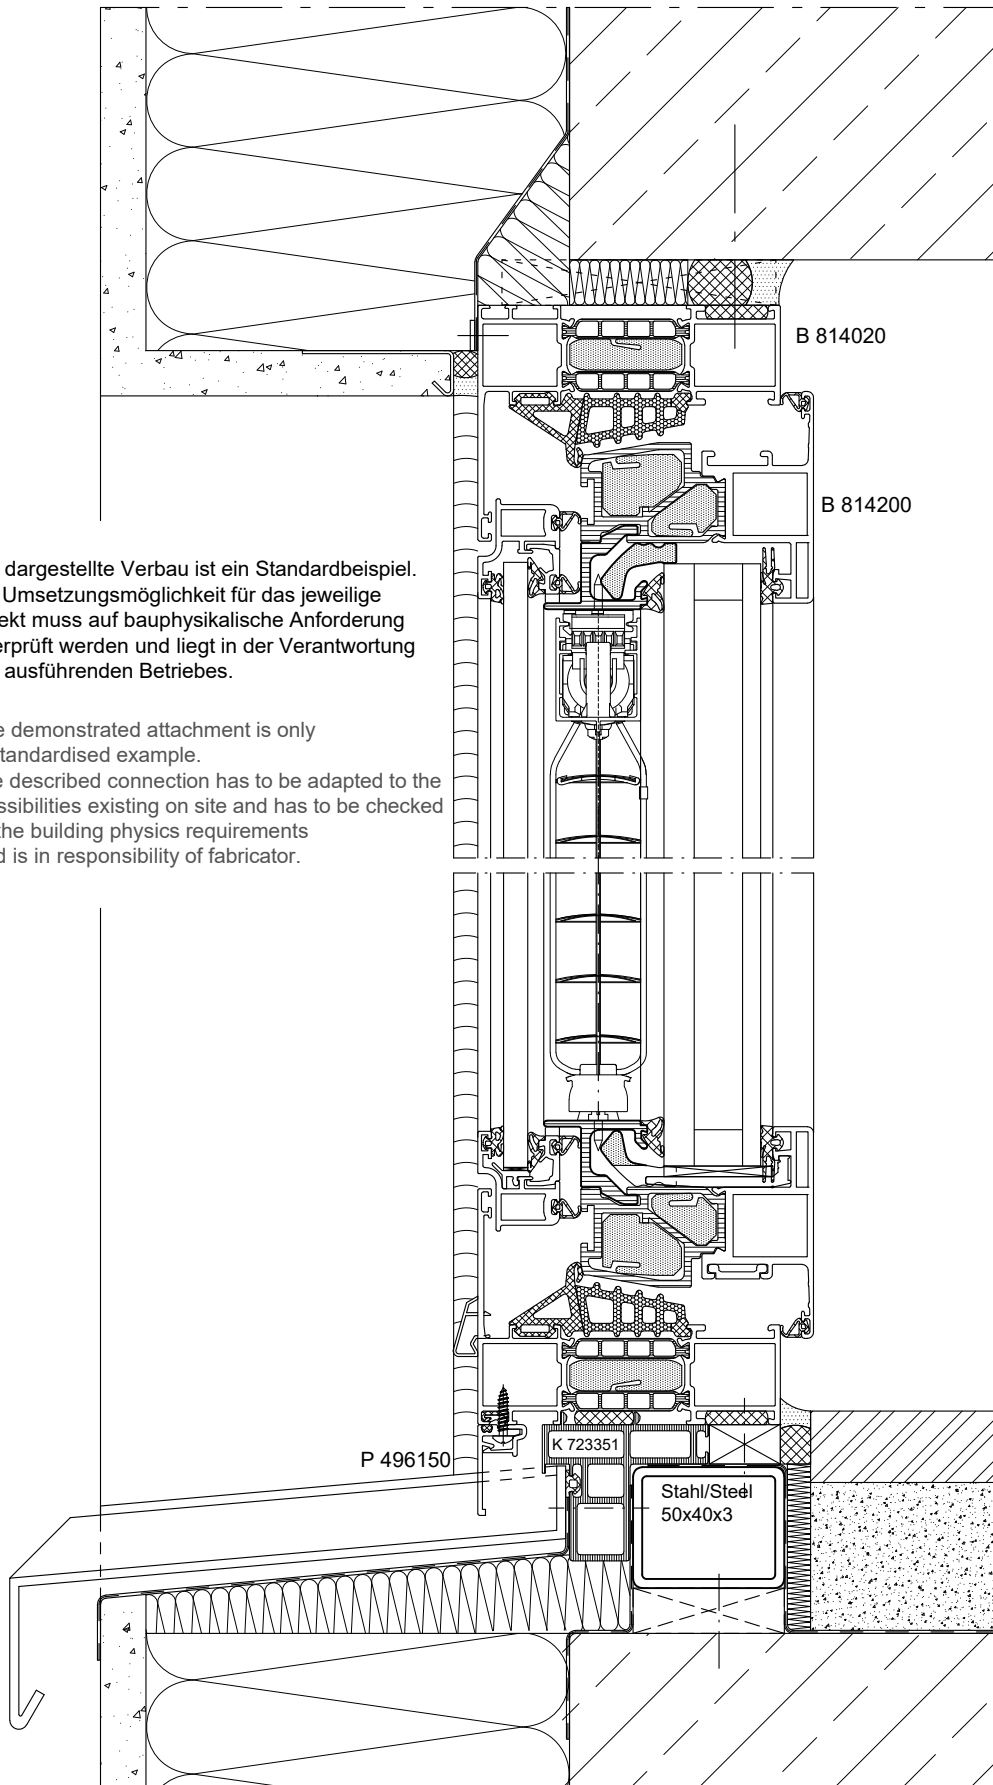 B 814020
B 814200
dargestellte Verbau ist ein Standardbeispiel.
Umsetzungsmöglichkeit für das jeweilige
ekt muss auf bauphysikalische Anforderung
erprüft werden und liegt in der Verantwortung
ausführenden Betriebes.
e demonstrated attachment is only
standardised example.
e described connection has to be adapted to the
ssibilities existing on site and has to be checked
the building physics requirements
d is in responsibility of fabricator.
P 496150
K 723351
Stahl/Steel
50x40x3